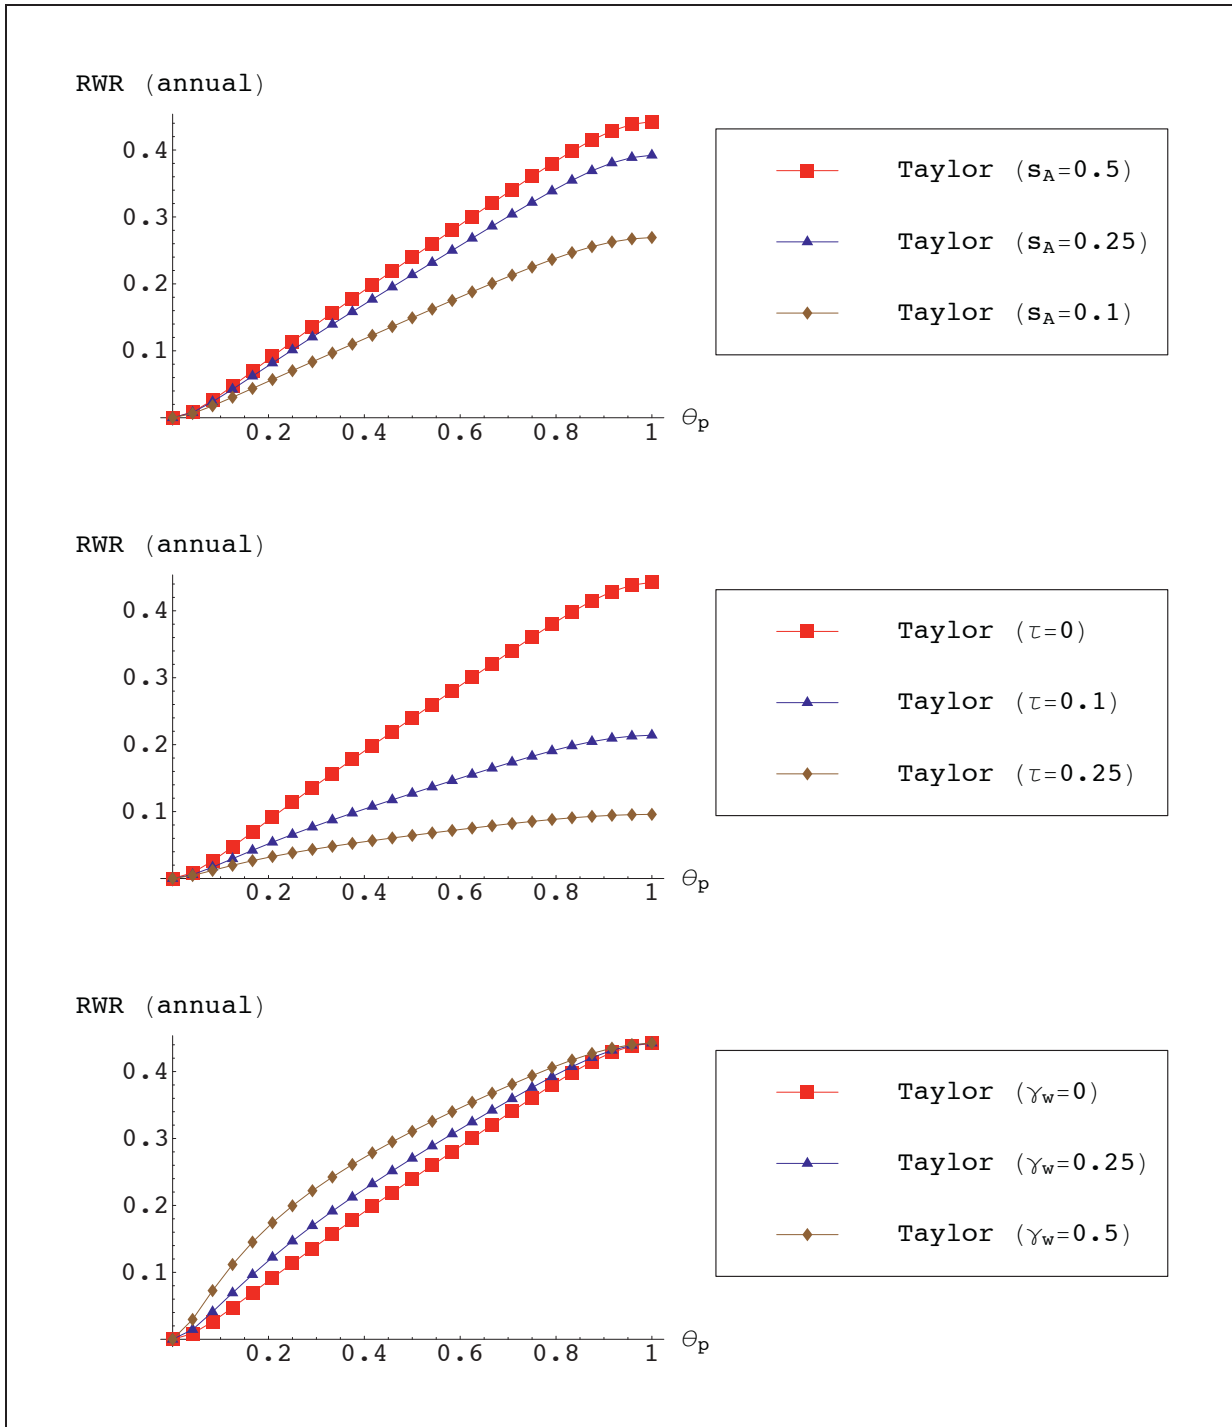 RWR (annual)
0.4
0.3
0.2
0.1
0.2 0.4 0.6 0.8 1 θp
Taylor (sA=0.5)
Taylor (sA=0.25)
Taylor (sA=0.1)
RWR (annual)
0.4
0.3
0.2
0.1
0.2 0.4 0.6 0.8 1 θp
Taylor (τ=0)
Taylor (τ=0.1)
Taylor (τ=0.25)
RWR (annual)
0.4
0.3
0.2
0.1
0.2 0.4 0.6 0.8 1 θp
Taylor (γw=0)
Taylor (γw=0.25)
Taylor (γw=0.5)